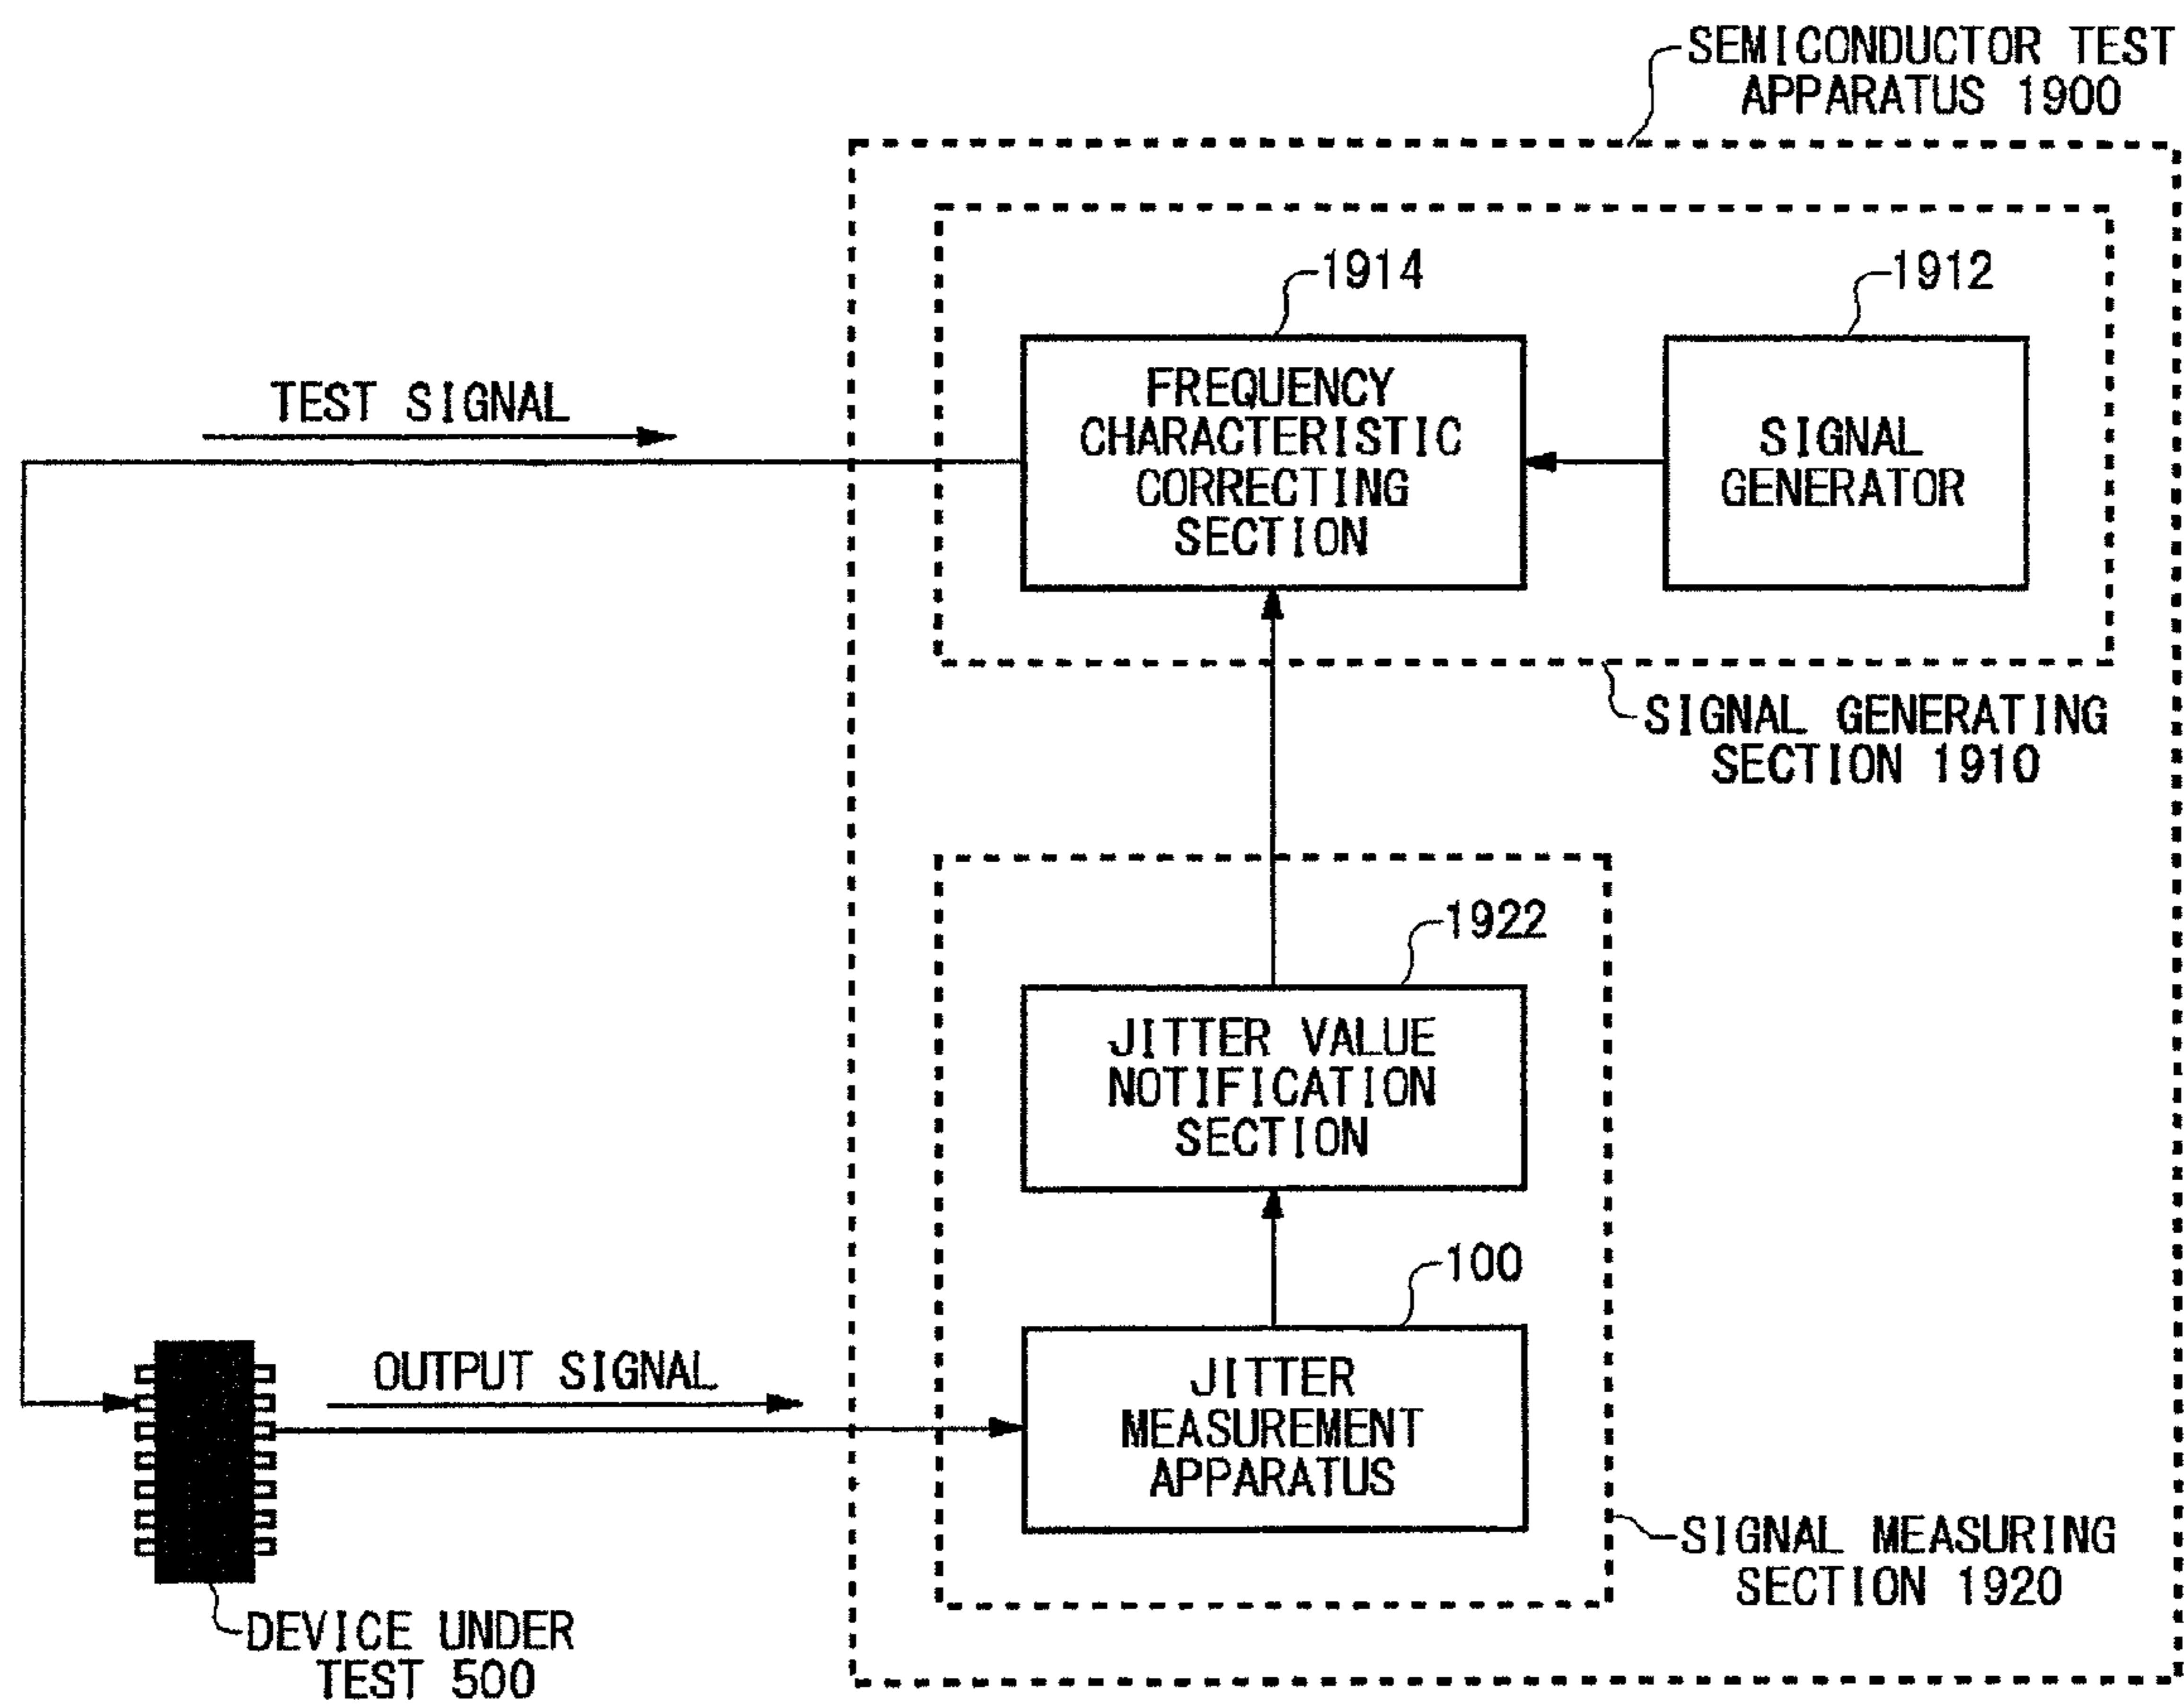 SEMICONDUCTOR TEST
APPARATUS 1900
1914
1912
FREQUENCY
CHARACTERISTIC
CORRECTING
SECTION
SIGNAL
GENERATOR
TEST SIGNAL
SIGNAL GENERATING
SECTION 1910
1922
JITTER VALUE
NOTIFICATION
SECTION
100
JITTER
MEASUREMENT
APPARATUS
OUTPUT SIGNAL
SIGNAL MEASURING
SECTION 1920
DEVICE UNDER
TEST 500